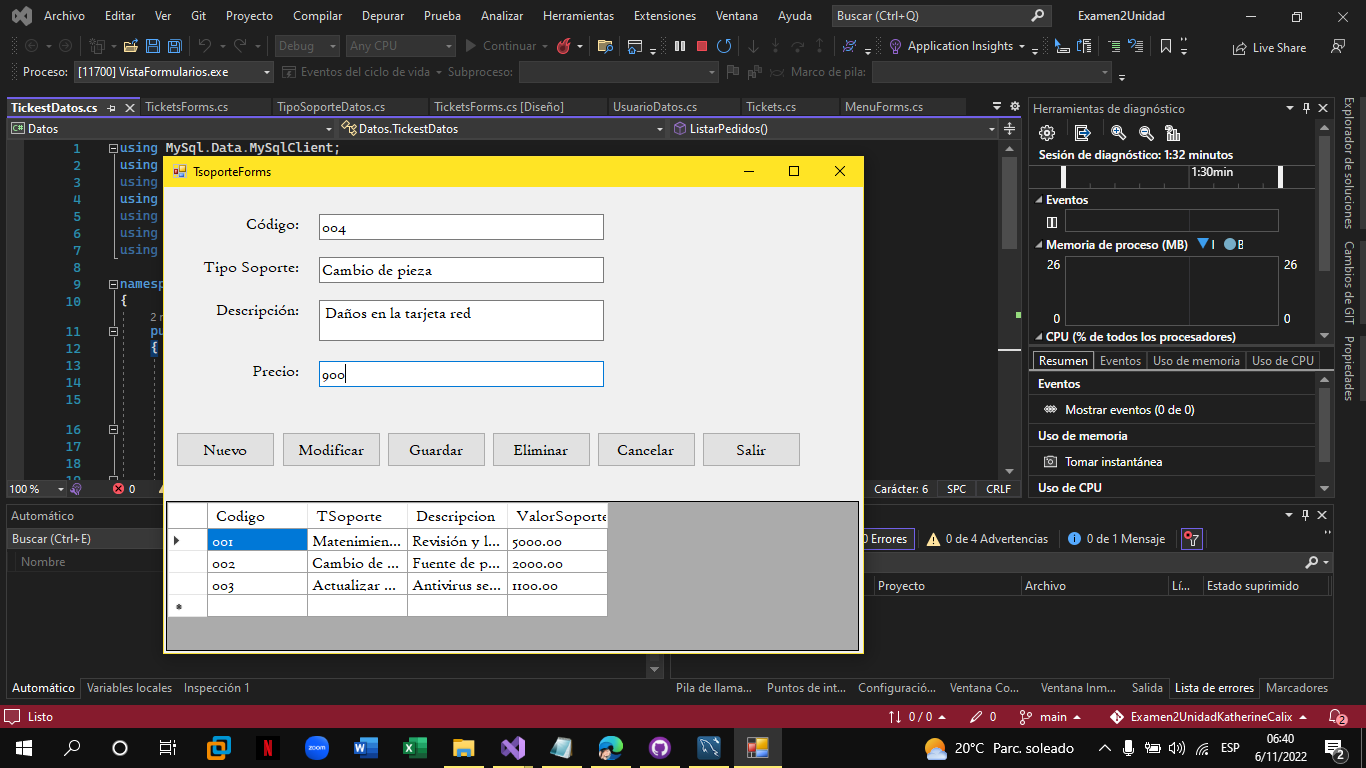 Archivo Editar Ver Git Proyecto Compilar Depurar Prueba Analizar Herramientas Extensiones Ventana Ayuda Buscar (Ctrl+Q) Examen2Unidad
Debug Any CPU Continuar Application Insights Live Share
Proceso: [11700] VistaFormularios.exe Eventos del ciclo de vida Subproceso: Marco de pila:
TickestDatos.cs TicketsForms.cs TipoSoporteDatos.cs TicketsForms.cs [Diseño] UsuarioDatos.cs Tickets.cs MenuForms.cs
Datos Datos.TickestDatos ListarPedidos()
1 using MySql.Data.MySqlClient;
2 using
3 using
4 using
5 using
6 using
7 using
8
9 namesp
10 {
2 r
11 pu
12 {
13
14
15
16
17
18
19
100 % 0 Carácter: 6 SPC CRLF
TsoporteForms
Código: 004
Tipo Soporte: Cambio de pieza
Descripción: Daños en la tarjeta red
Precio: 900
Nuevo Modificar Guardar Eliminar Cancelar Salir
Codigo TSoporte Descripcion ValorSoporte
001 Matenimien... Revisión y l... 5000.00
002 Cambio de ... Fuente de p... 2000.00
003 Actualizar ... Antivirus se... 1100.00
*
Herramientas de diagnóstico
Sesión de diagnóstico: 1:32 minutos
1:30min
Eventos
Memoria de proceso (MB) I B
26 26
0 0
CPU (% de todos los procesadores)
Resumen Eventos Uso de memoria Uso de CPU
Eventos
Mostrar eventos (0 de 0)
Uso de memoria
Tomar instantánea
Uso de CPU
Explorador de soluciones
Cambios de GIT
Propiedades
Automático
Buscar (Ctrl+E)
Nombre
0 Errores 0 de 4 Advertencias 0 de 1 Mensaje
Proyecto Archivo Lí... Estado suprimido
Automático Variables locales Inspección 1
Pila de llama... Puntos de int... Configuració... Ventana Co... Ventana Inm... Salida Lista de errores Marcadores
Listo 0 / 0 0 main Examen2UnidadKatherineCalix 2
zoom 20°C Parc. soleado ESP 06:40
6/11/2022 2